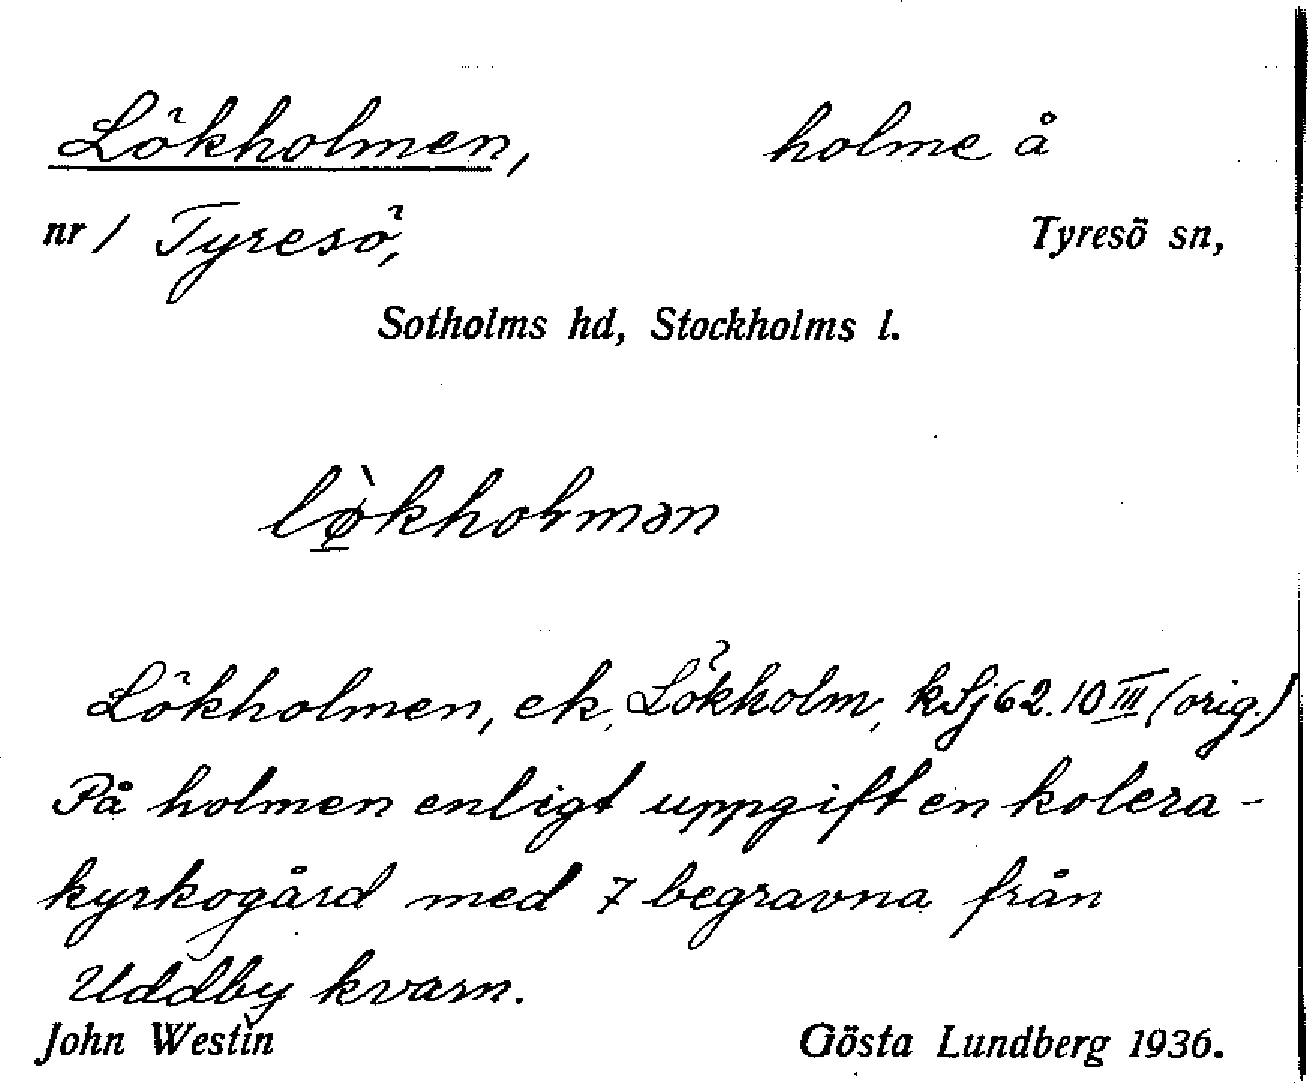 Lökholmen, holme å
nr 1 Tyresö, Tyresö sn,
Sotholms hd, Stockholms l.
lø̀kholmən
Lökholmen, ek, Lökholm, kSj 62.10 III (orig.)
På holmen enligt uppgift en kolera-
kyrkogård med 7 begravna från
Uddby kvarn.
John Westin Gösta Lundberg 1936.